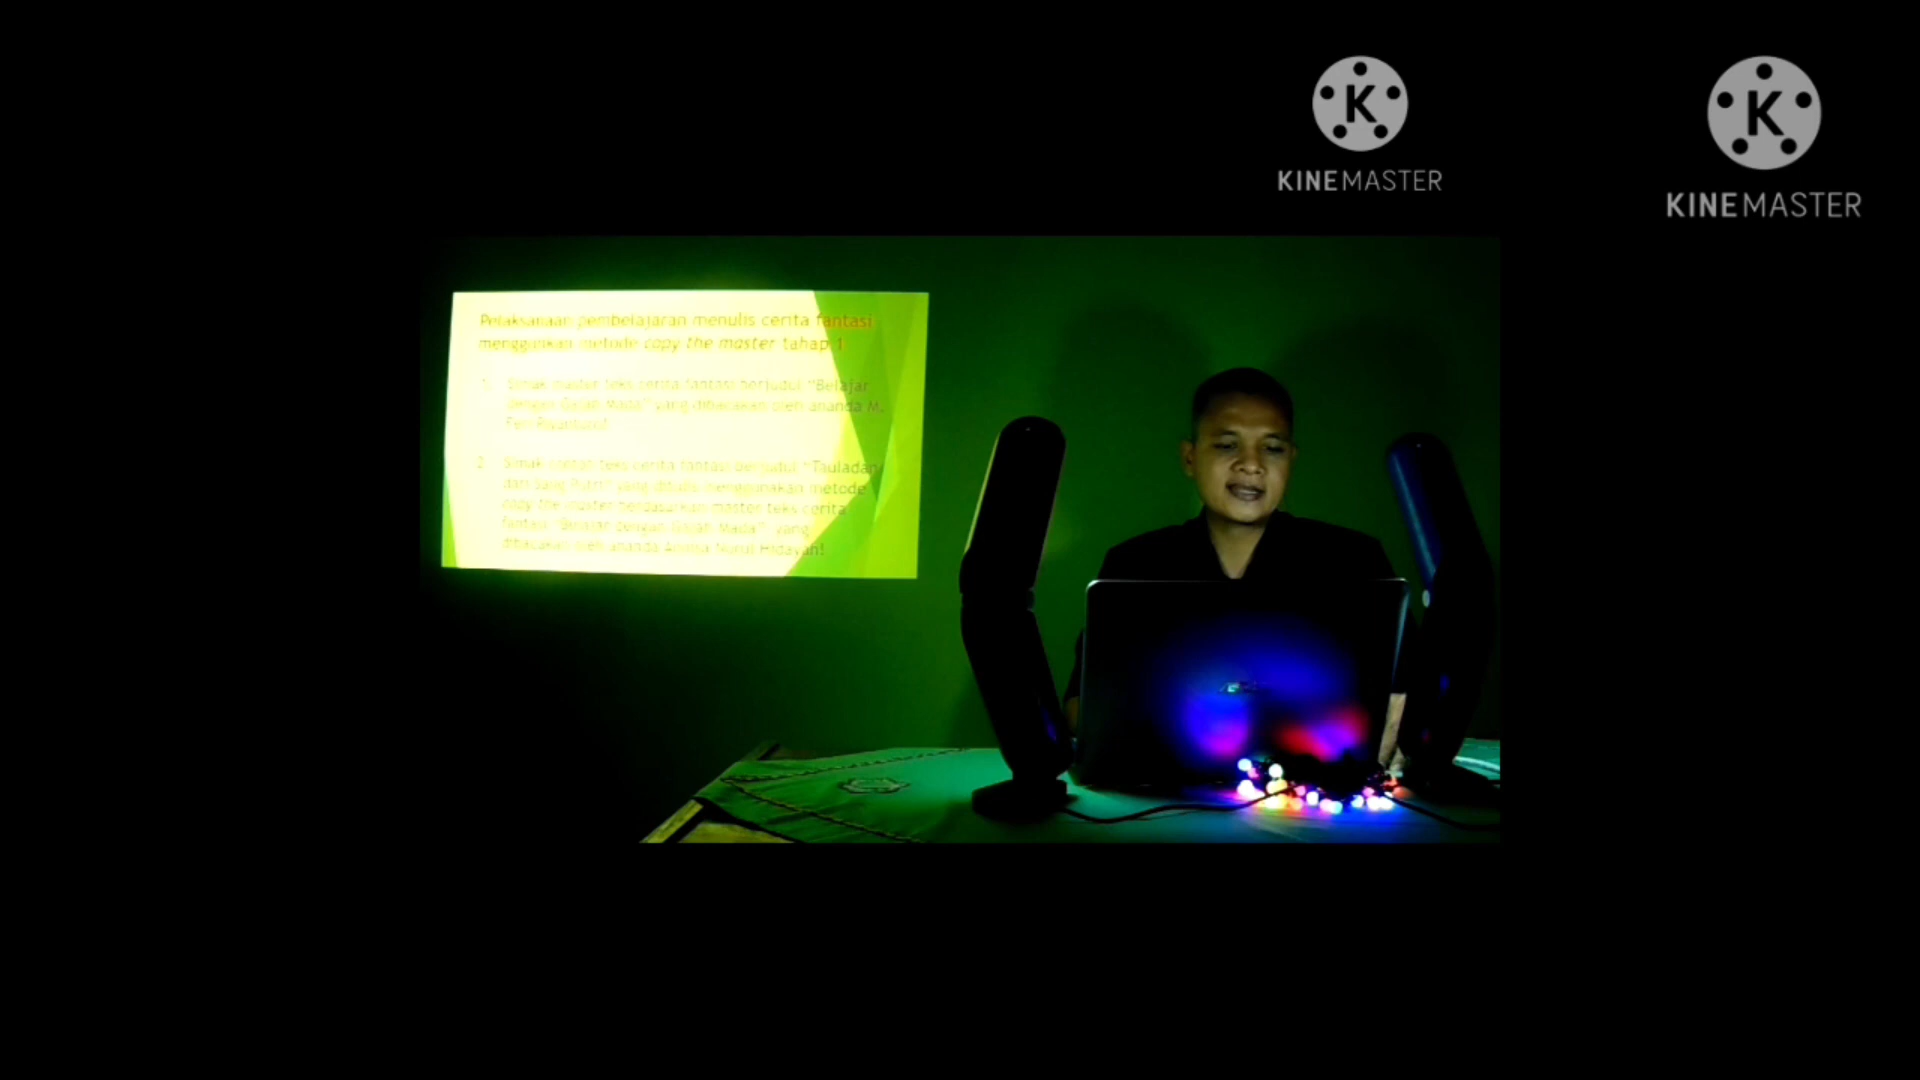 K
KINEMASTER
K
KINEMASTER
Pelaksanaan pembelajaran menulis cerita fantasi
menggunkan metode copy the master tahap 1
1. Simak master teks cerita fantasi berjudul "Belajar
dengan Gajah Mada" yang dibacakan oleh ananda M.
2. Simak contoh teks cerita fantasi berjudul "Tauladan
dari Sang Putri" yang ditulis menggunakan metode
copy the master berdasarkan master teks cerita
fantasi "Belajar dengan Gajah Mada" yang
dibacakan oleh ananda Nurul Hidayah!